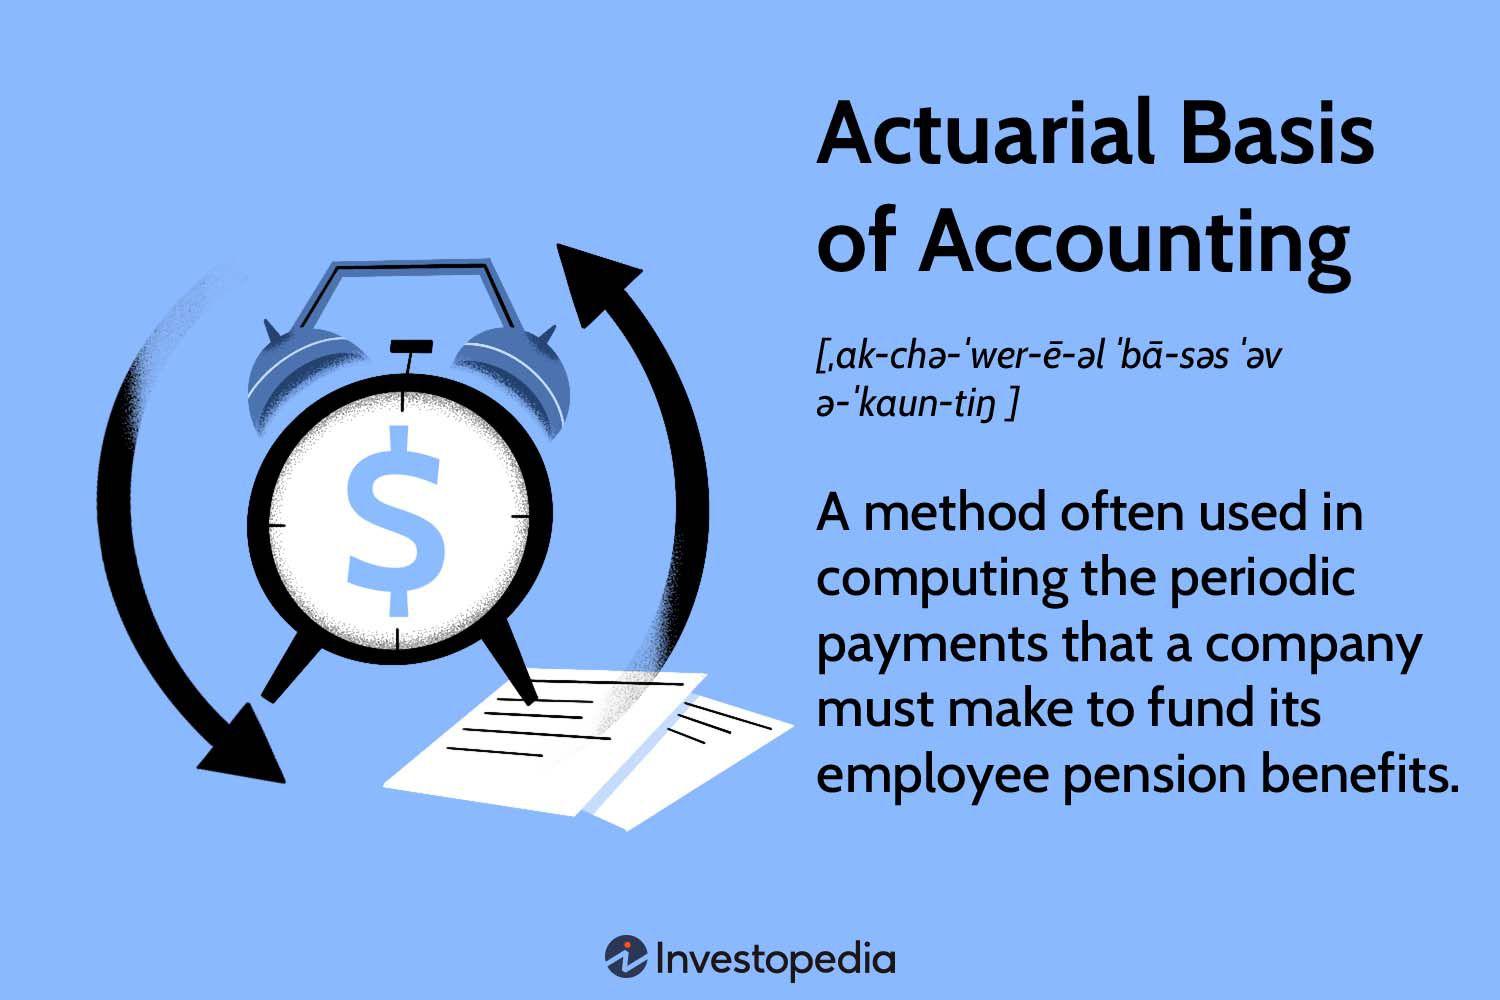 Actuarial Basis
of Accounting
[ˌak-chə-ˈwer-ē-əl ˈbā-səs ˈəv
ə-ˈkaun-tiŋ ]
A method often used in
computing the periodic
payments that a company
must make to fund its
employee pension benefits.
$
Investopedia